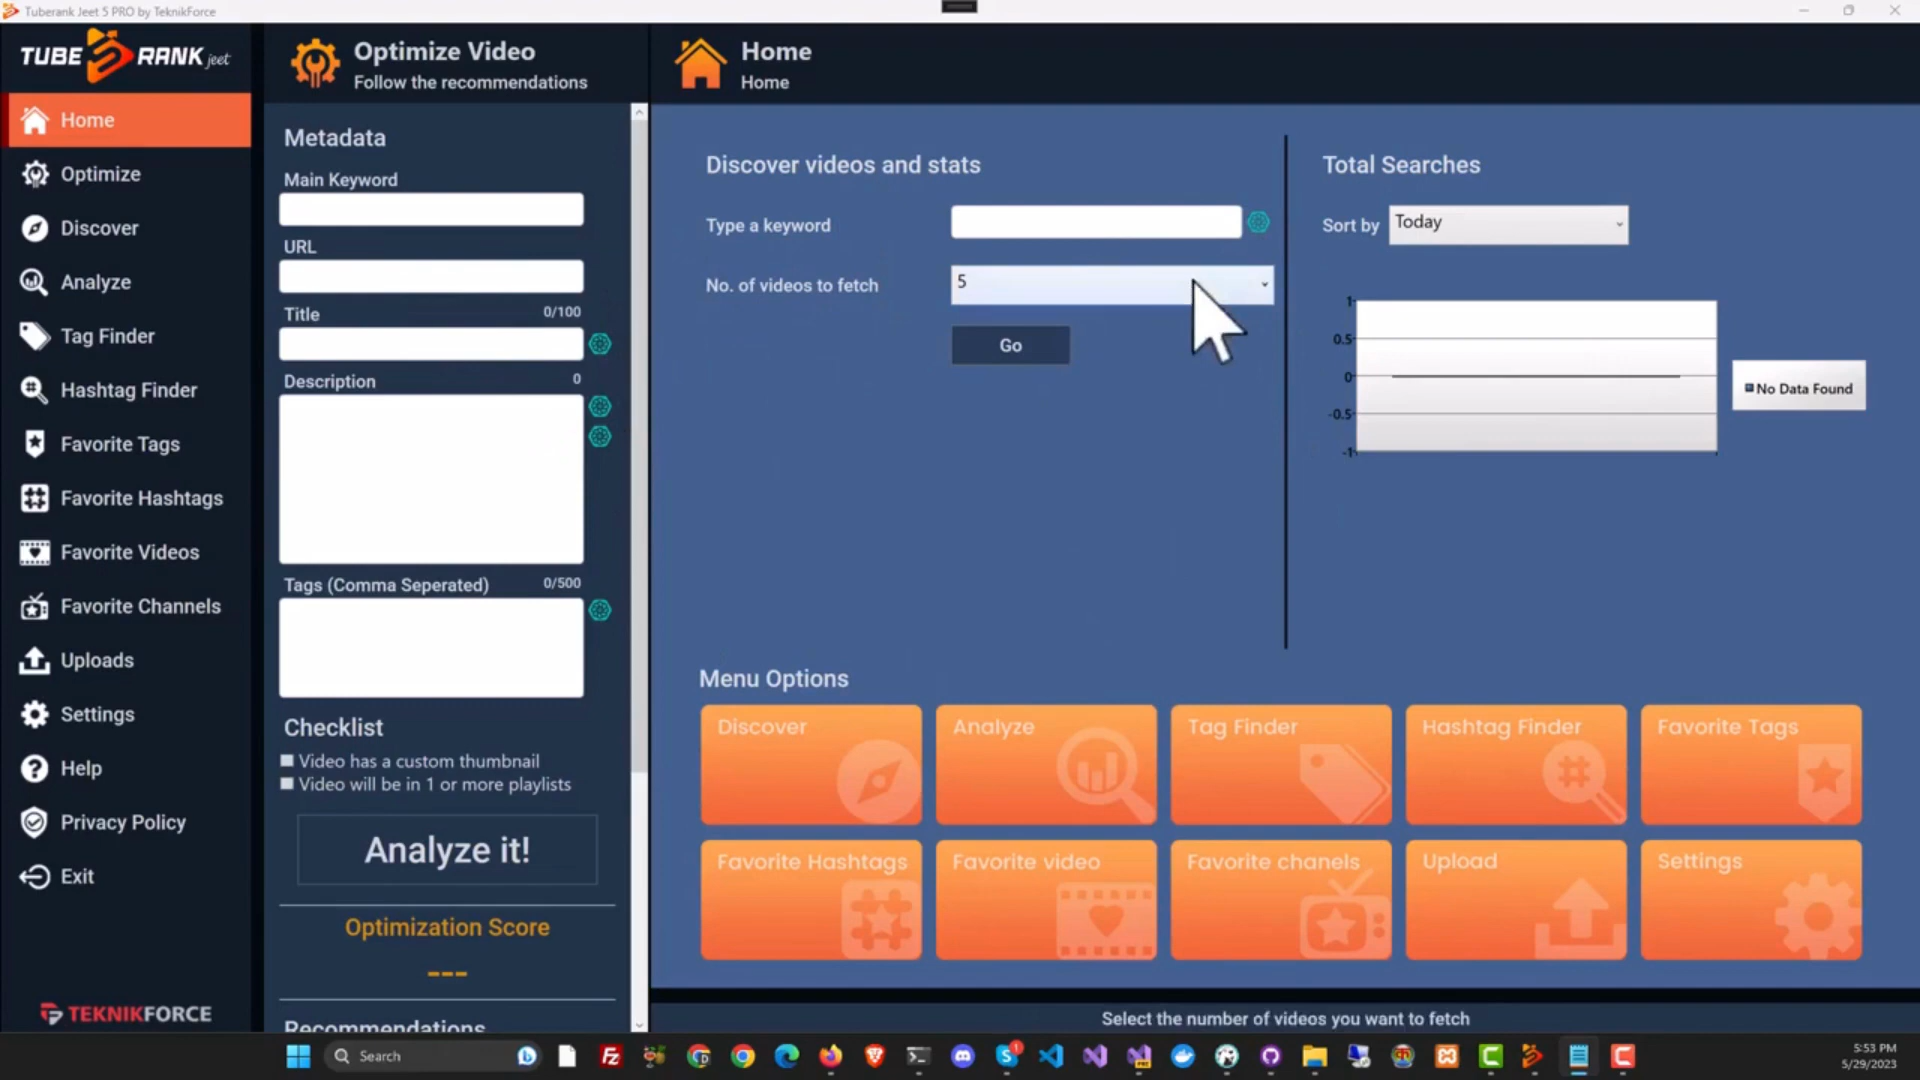 Tuberank Jeet 5 PRO by TeknikForce
TUBE RANK jeet
Home
Optimize
Discover
Analyze
Tag Finder
Hashtag Finder
Favorite Tags
Favorite Hashtags
Favorite Videos
Favorite Channels
Uploads
Settings
Help
Privacy Policy
Exit
TEKNIKFORCE
Optimize Video
Follow the recommendations
Metadata
Main Keyword
URL
Title 0/100
Description 0
Tags (Comma Seperated) 0/500
Checklist
Video has a custom thumbnail
Video will be in 1 or more playlists
Analyze it!
Optimization Score
---
Recommendations
Home
Home
Discover videos and stats
Type a keyword
No. of videos to fetch 5
Go
Total Searches
Sort by Today
1
0.5
0
-0.5
-1
No Data Found
Menu Options
Discover
Analyze
Tag Finder
Hashtag Finder
Favorite Tags
Favorite Hashtags
Favorite video
Favorite chanels
Upload
Settings
Select the number of videos you want to fetch
Search
5:53 PM
5/29/2023